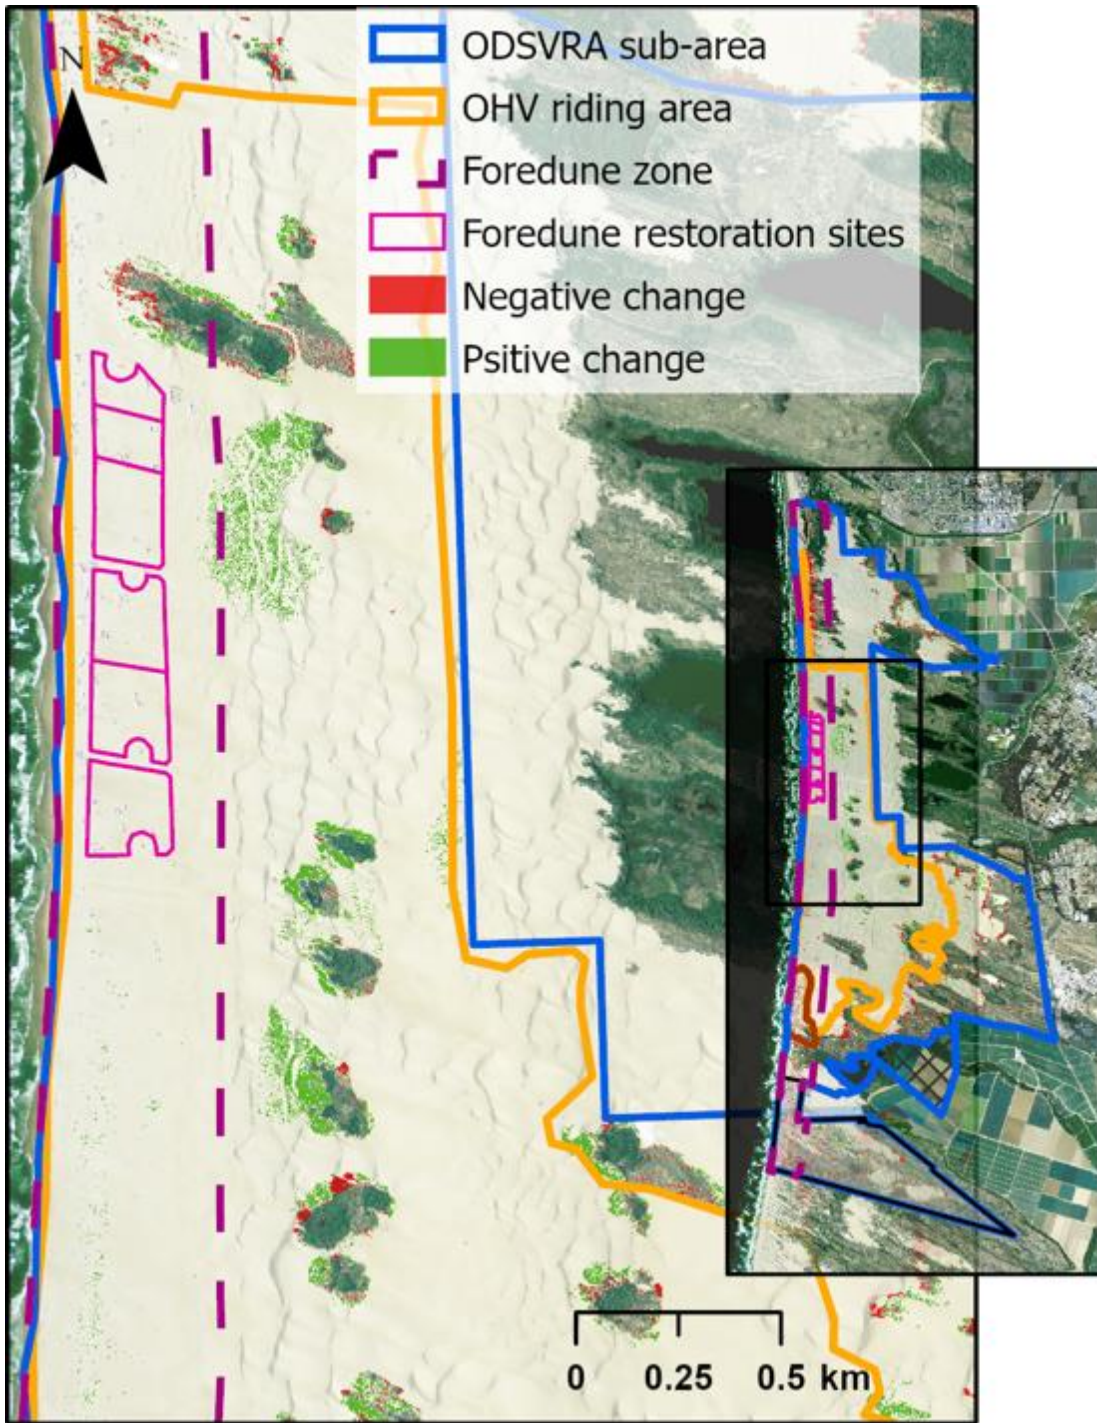 N
ODSVRA sub-area
OHV riding area
Foredune zone
Foredune restoration sites
Negative change
Psitive change
0 0.25 0.5 km